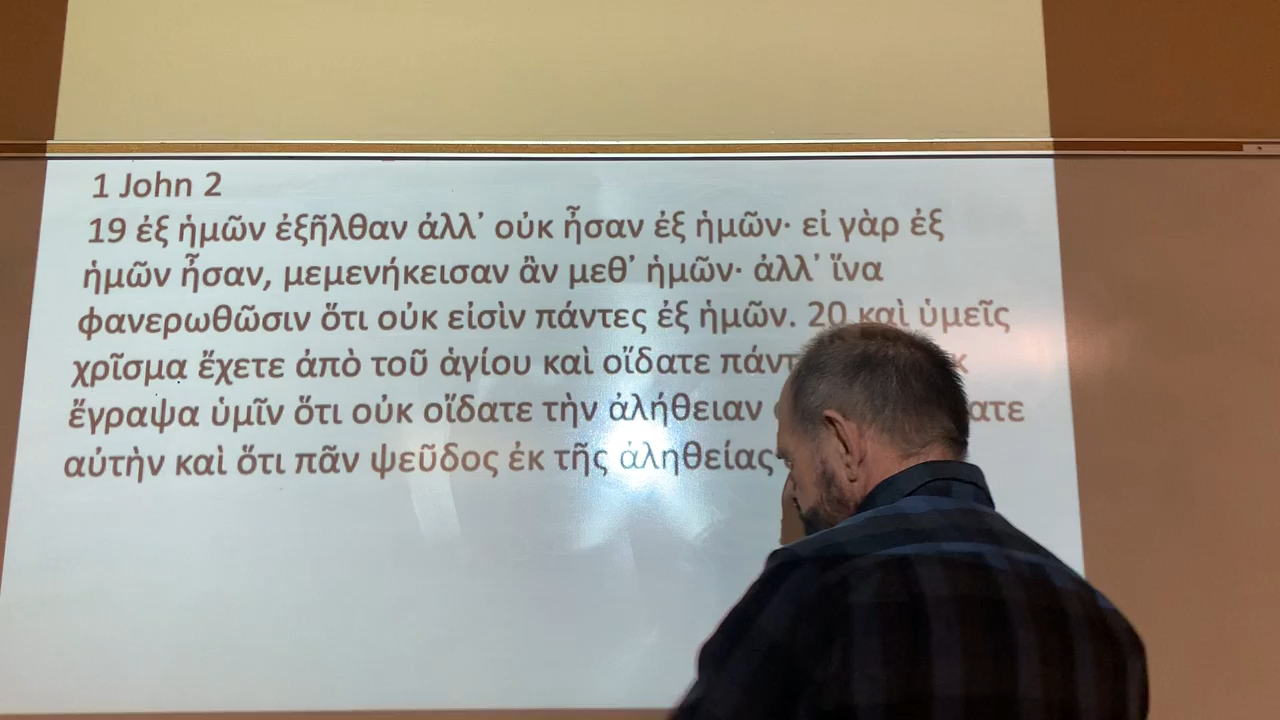 1 John 2
19 ἐξ ἡμῶν ἐξῆλθαν ἀλλ᾽ οὐκ ἦσαν ἐξ ἡμῶν· εἰ γὰρ ἐξ
ἡμῶν ἦσαν, μεμενήκεισαν ἂν μεθ᾽ ἡμῶν· ἀλλ᾽ ἵνα
φανερωθῶσιν ὅτι οὐκ εἰσὶν πάντες ἐξ ἡμῶν. 20 καὶ ὑμεῖς
χρῖσμα ἔχετε ἀπὸ τοῦ ἁγίου καὶ οἴδατε
ἔγραψα ὑμῖν ὅτι οὐκ οἴδατε τὴν ἀλήθειαν
αὐτὴν καὶ ὅτι πᾶν ψεῦδος ἐκ τῆς ἀληθείας